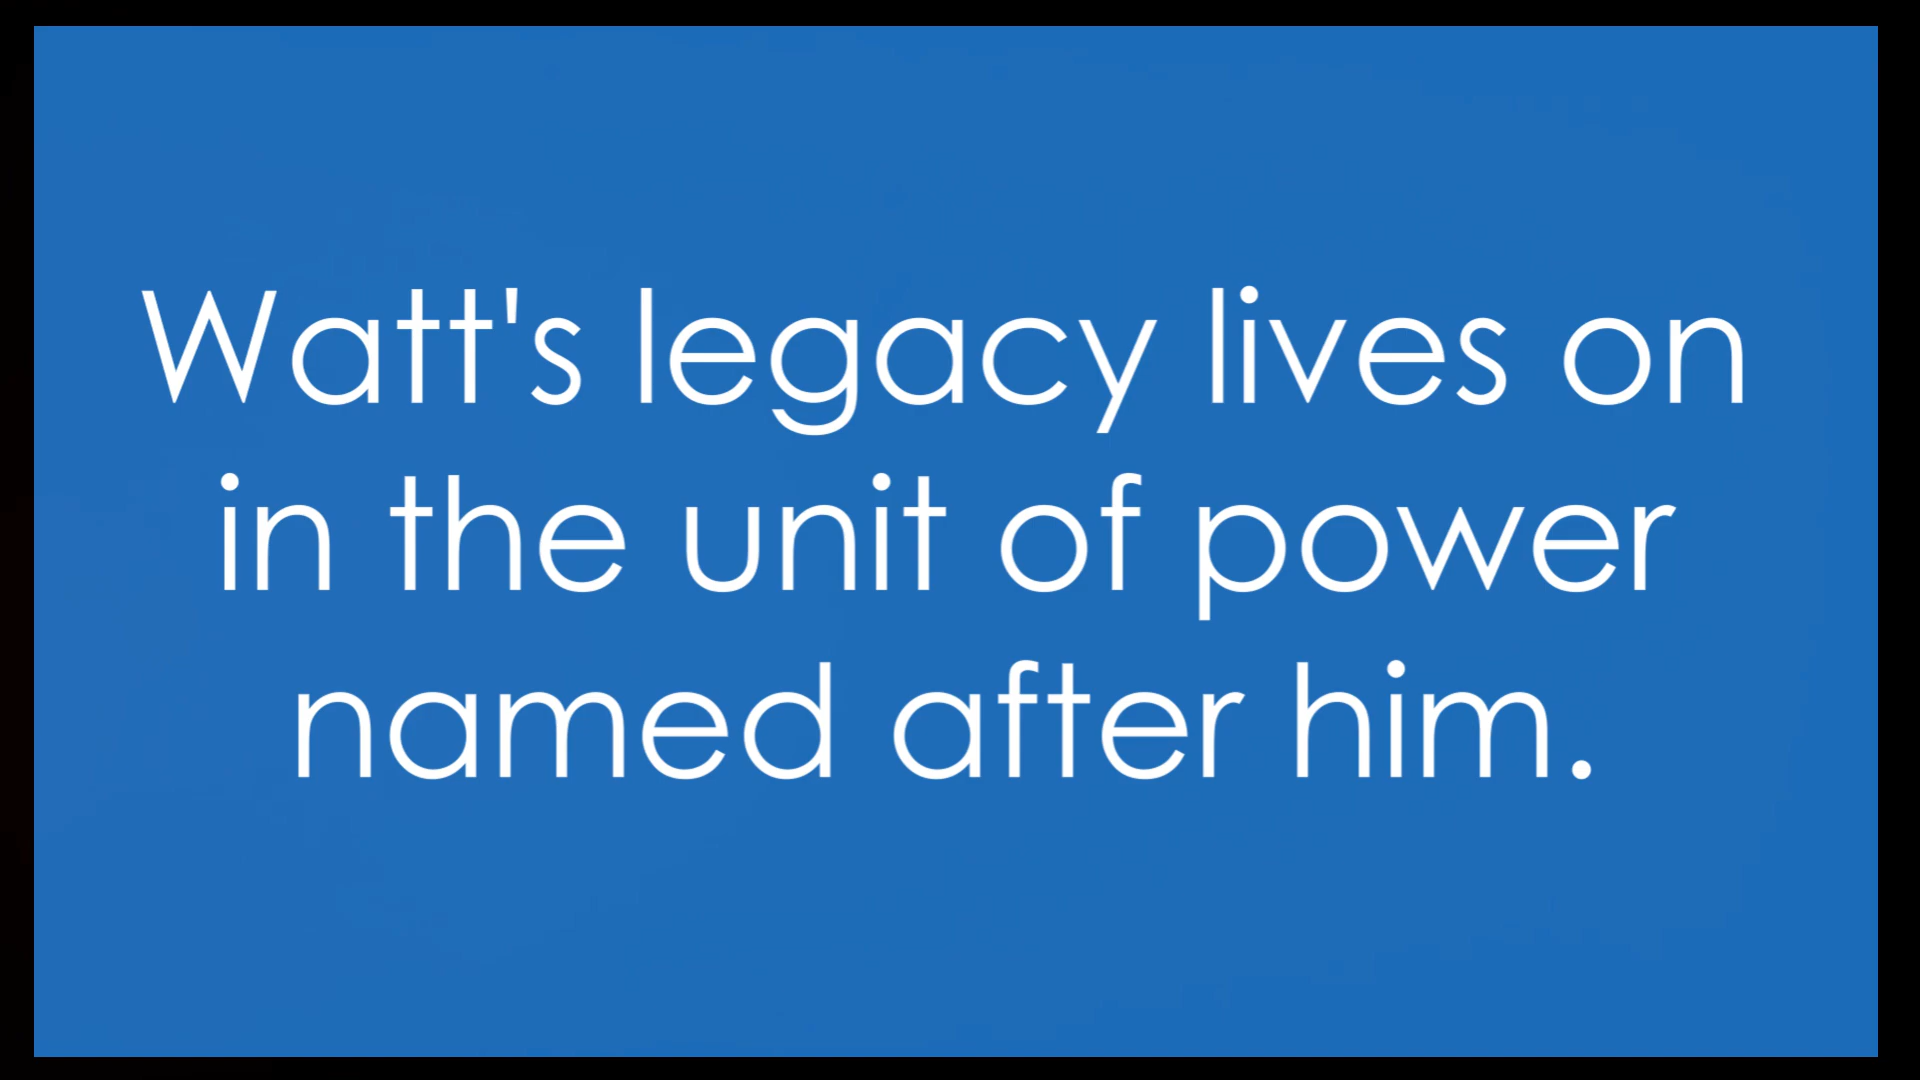 Watt's legacy lives on
in the unit of power
named after him.